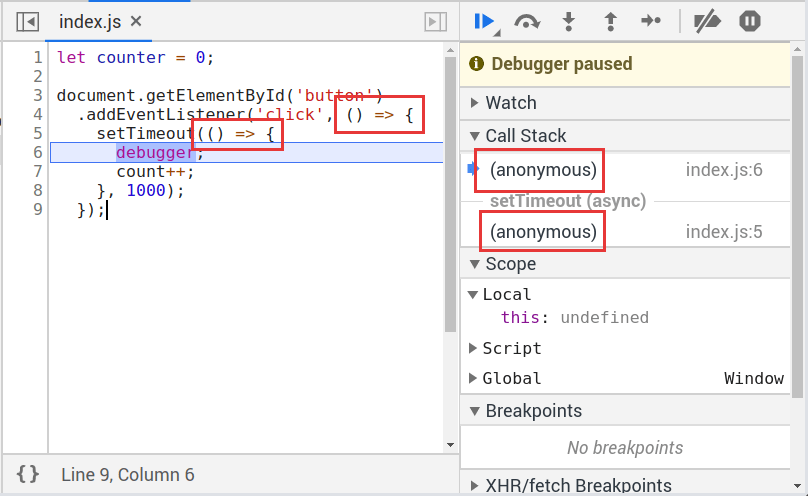 index.js ×
1 let counter = 0;
2
3 document.getElementById('button')
4 .addEventListener('click', () => {
5 setTimeout(() => {
6 debugger;
7 count++;
8 }, 1000);
9 });
{} Line 9, Column 6
Debugger paused
Watch
Call Stack
(anonymous) index.js:6
setTimeout (async)
(anonymous) index.js:5
Scope
Local
this: undefined
Script
Global Window
Breakpoints
No breakpoints
XHR/fetch Breakpoints